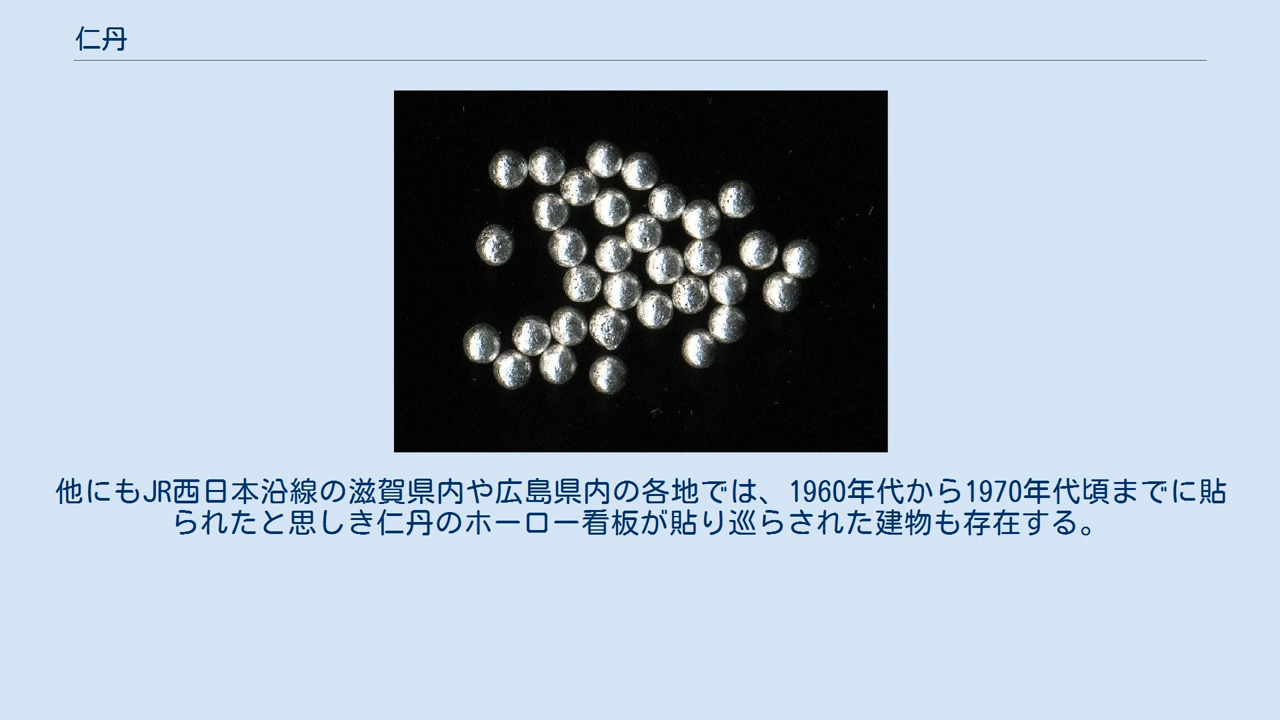 仁丹
他にもJR西日本沿線の滋賀県内や広島県内の各地では、1960年代から1970年代頃までに貼
られたと思しき仁丹のホーロー看板が貼り巡らされた建物も存在する。